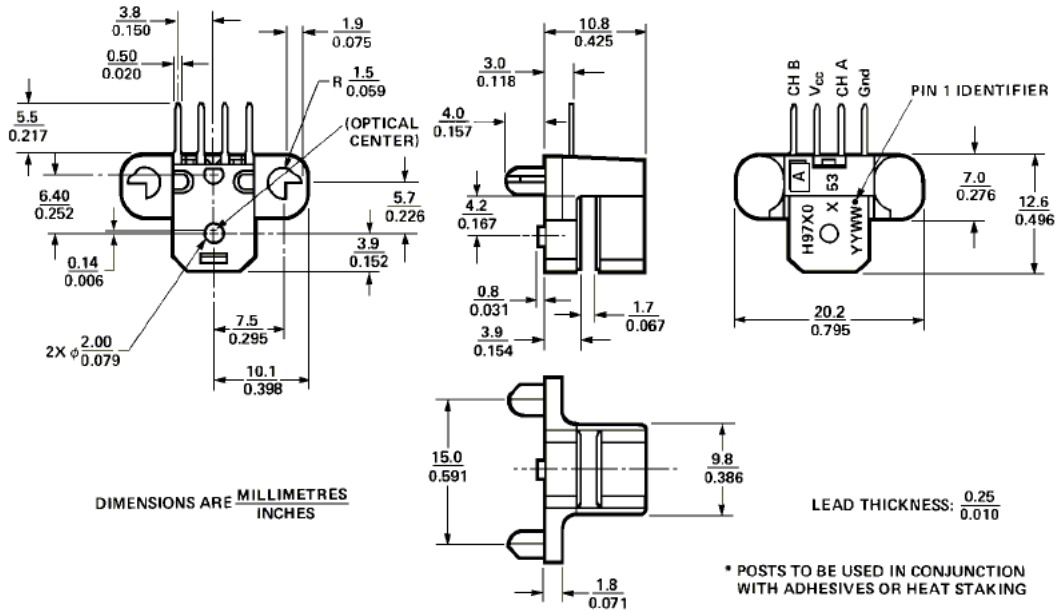 3.8
0.150
1.9
0.075
0.50
0.020
R 1.5
0.059
(OPTICAL
CENTER)
5.5
0.217
6.40
0.252
5.7
0.226
3.9
0.152
0.14
0.006
7.5
0.295
2X ϕ 2.00
0.079
10.1
0.398
10.8
0.425
3.0
0.118
4.0
0.157
4.2
0.167
0.8
0.031
1.7
0.067
3.9
0.154
CH B
Vcc
CH A
Gnd
PIN 1 IDENTIFIER
A
53
H97X0
X
YYWW
7.0
0.276
12.6
0.496
20.2
0.795
15.0
0.591
9.8
0.386
1.8
0.071
DIMENSIONS ARE MILLIMETRES
INCHES
LEAD THICKNESS: 0.25
0.010
* POSTS TO BE USED IN CONJUNCTION
WITH ADHESIVES OR HEAT STAKING